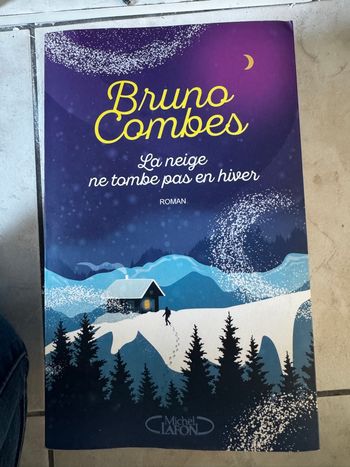 Bruno
Combes
La neige
ne tombe pas en hiver
ROMAN
Michel
LAFON